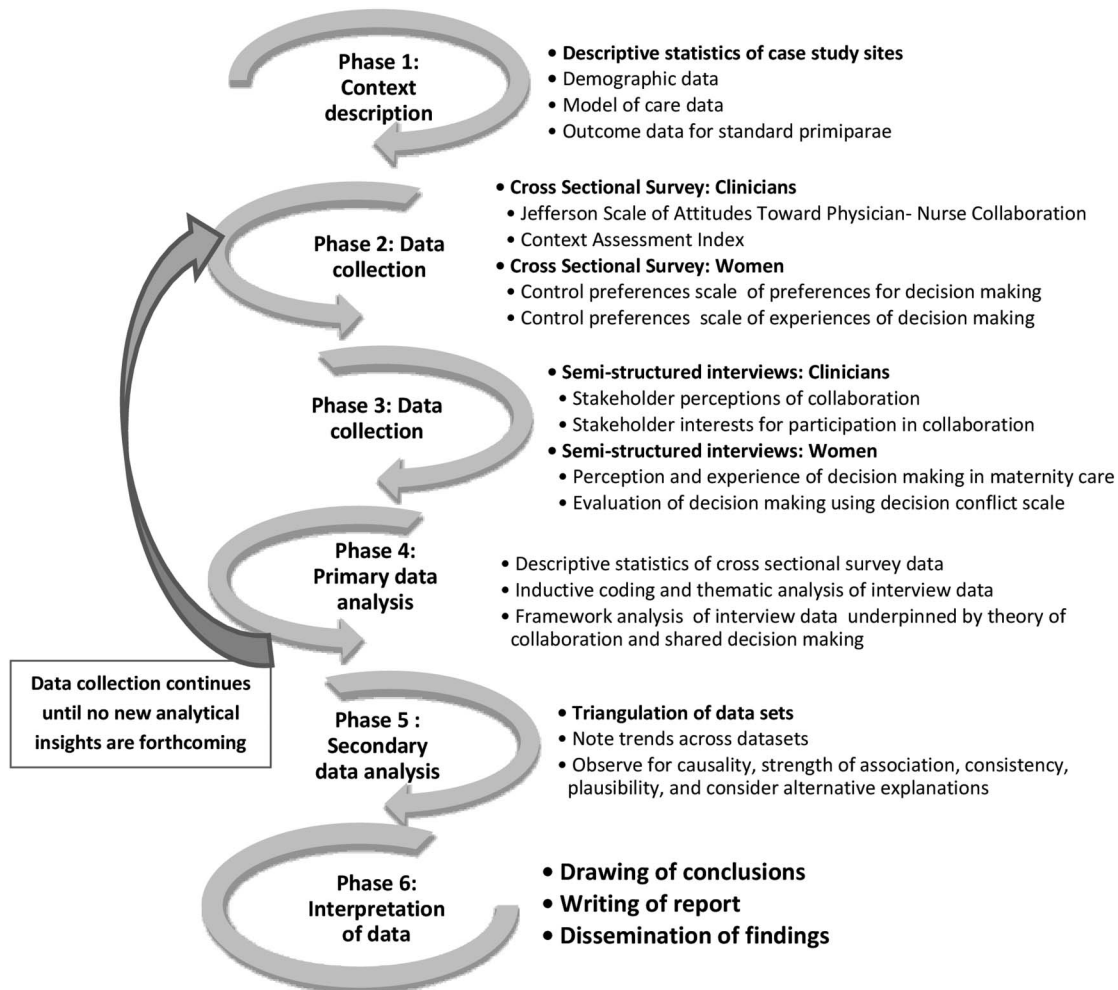 Phase 1:
Context
description
• Descriptive statistics of case study sites
• Demographic data
• Model of care data
• Outcome data for standard primiparae
Phase 2: Data
collection
• Cross Sectional Survey: Clinicians
• Jefferson Scale of Attitudes Toward Physician- Nurse Collaboration
• Context Assessment Index
• Cross Sectional Survey: Women
• Control preferences scale of preferences for decision making
• Control preferences scale of experiences of decision making
Phase 3: Data
collection
• Semi-structured interviews: Clinicians
• Stakeholder perceptions of collaboration
• Stakeholder interests for participation in collaboration
• Semi-structured interviews: Women
• Perception and experience of decision making in maternity care
• Evaluation of decision making using decision conflict scale
Phase 4:
Primary data
analysis
• Descriptive statistics of cross sectional survey data
• Inductive coding and thematic analysis of interview data
• Framework analysis of interview data underpinned by theory of
collaboration and shared decision making
Data collection continues
until no new analytical
insights are forthcoming
Phase 5 :
Secondary
data analysis
• Triangulation of data sets
• Note trends across datasets
• Observe for causality, strength of association, consistency,
plausibility, and consider alternative explanations
Phase 6:
Interpretation
of data
• Drawing of conclusions
• Writing of report
• Dissemination of findings